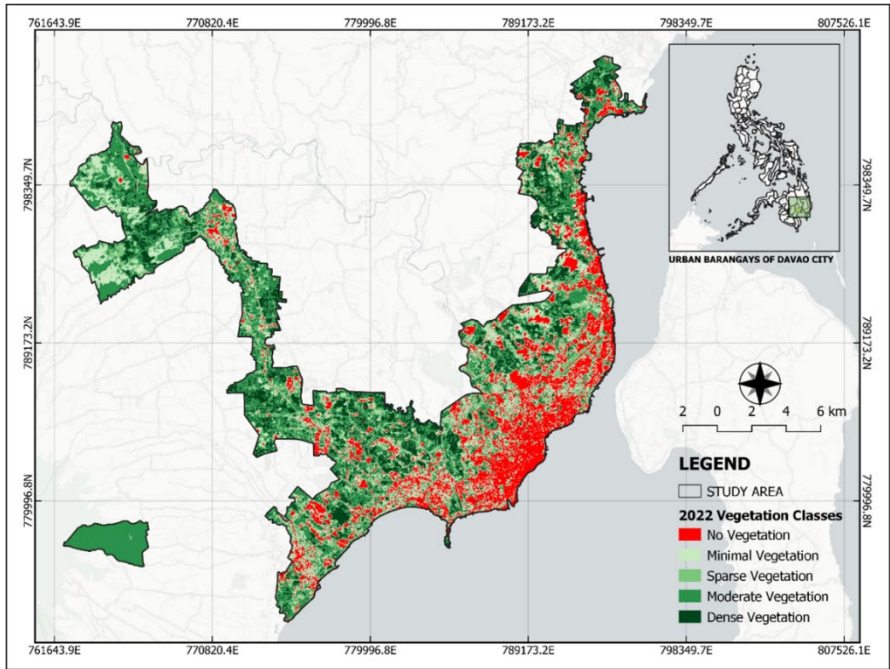 761643.9E 770820.4E 779996.8E 789173.2E 798349.7E 807526.1E
798349.7N 798349.7N
URBAN BARANGAYS OF DAVAO CITY
789173.2N 789173.2N
2 0 2 4 6 km
LEGEND
STUDY AREA
779996.8N 779996.8N
2022 Vegetation Classes
No Vegetation
Minimal Vegetation
Sparse Vegetation
Moderate Vegetation
Dense Vegetation
761643.9E 770820.4E 779996.8E 789173.2E 798349.7E 807526.1E